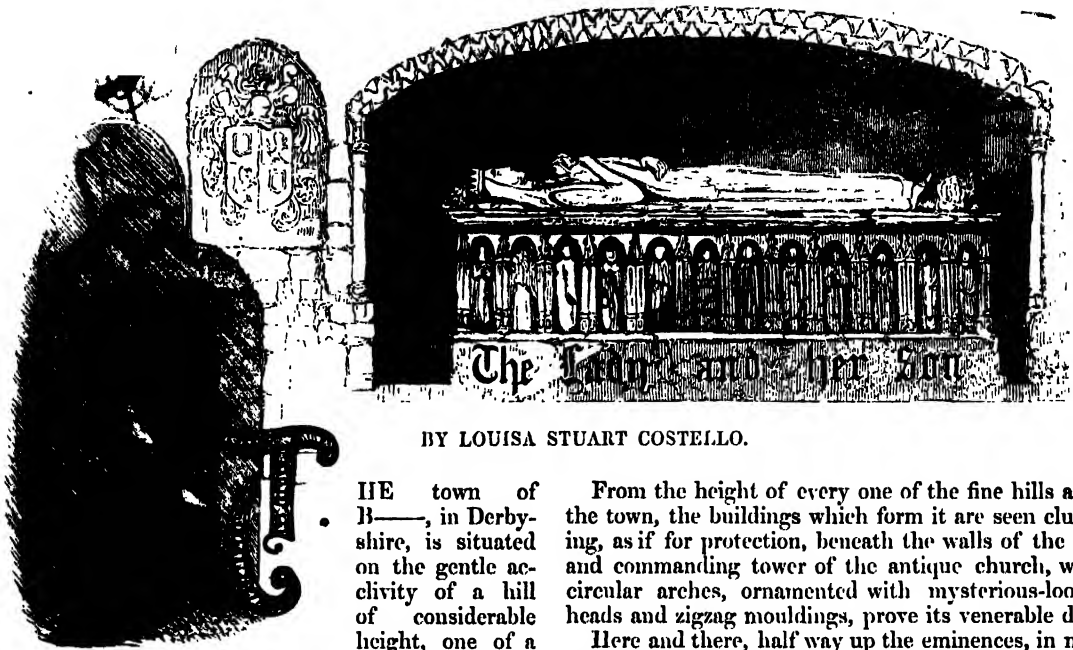 The Lady and her Son
BY LOUISA STUART COSTELLO.
THE town of
B——, in Derby-
shire, is situated
on the gentle ac-
clivity of a hill
of considerable
height, one of a
From the height of every one of the fine hills a
the town, the buildings which form it are seen clu
ing, as if for protection, beneath the walls of the
and commanding tower of the antique church, w
circular arches, ornamented with mysterious-loo
heads and zigzag mouldings, prove its venerable d
Here and there, half way up the eminences, in